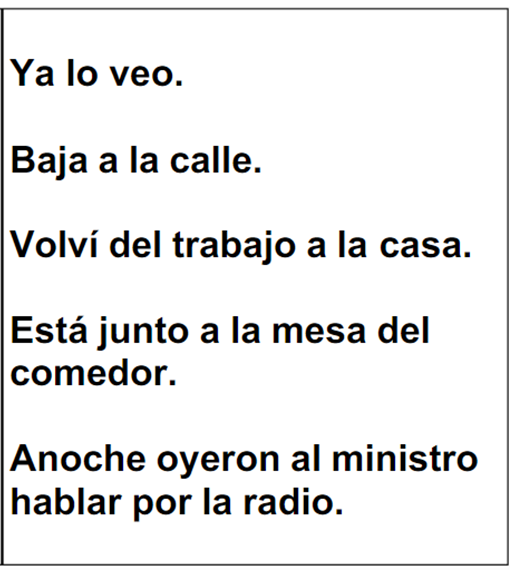 Ya lo veo.
Baja a la calle.
Volví del trabajo a la casa.
Está junto a la mesa del
comedor.
Anoche oyeron al ministro
hablar por la radio.